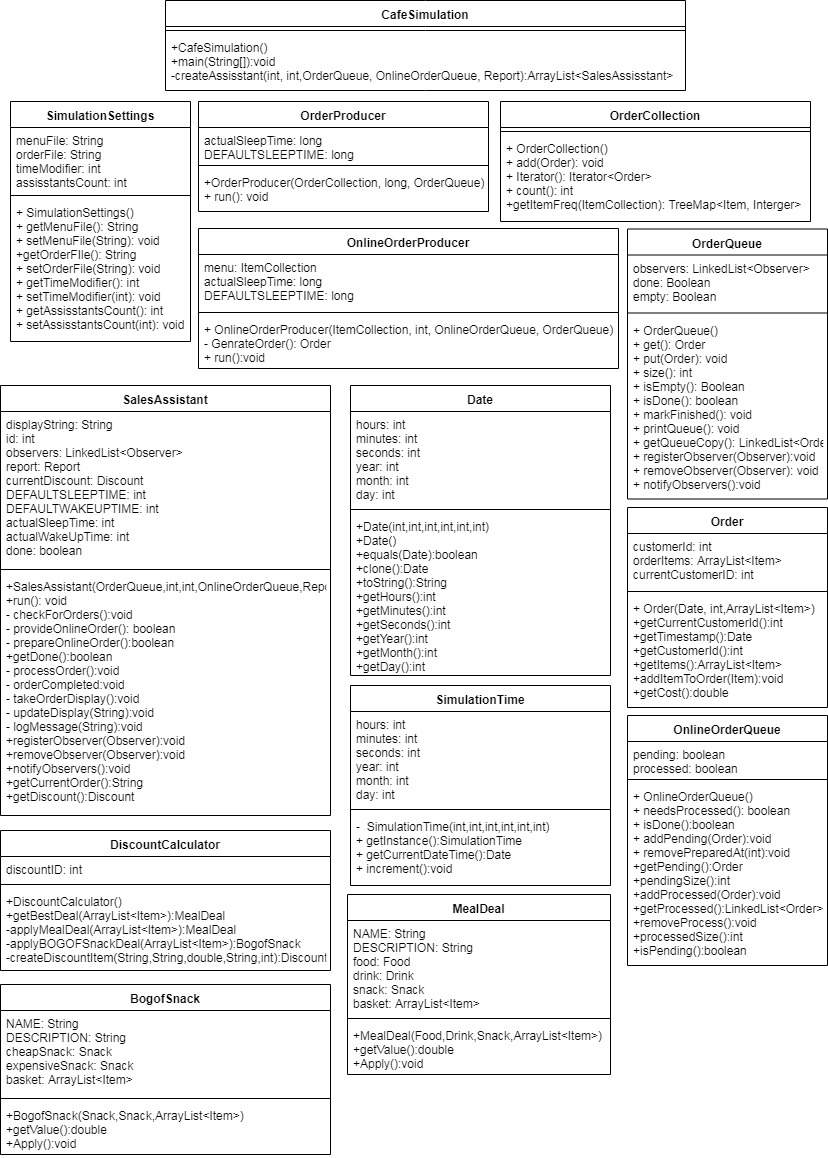 CafeSimulation
+CafeSimulation()
+main(String[]):void
-createAssisstant(int, int,OrderQueue, OnlineOrderQueue, Report):ArrayList<SalesAssisstant>
SimulationSettings
menuFile: String
orderFile: String
timeModifier: int
assisstantsCount: int
+ SimulationSettings()
+ getMenuFile(): String
+ setMenuFile(String): void
+getOrderFIle(): String
+ setOrderFile(String): void
+ getTimeModifier(): int
+ setTimeModifier(int): void
+ getAssisstantsCount(): int
+ setAssisstantsCount(int): void
OrderProducer
actualSleepTime: long
DEFAULTSLEEPTIME: long
+OrderProducer(OrderCollection, long, OrderQueue)
+ run(): void
OrderCollection
+ OrderCollection()
+ add(Order): void
+ Iterator(): Iterator<Order>
+ count(): int
+getItemFreq(ItemCollection): TreeMap<Item, Interger>
OnlineOrderProducer
menu: ItemCollection
actualSleepTime: long
DEFAULTSLEEPTIME: long
+ OnlineOrderProducer(ItemCollection, int, OnlineOrderQueue, OrderQueue)
- GenrateOrder(): Order
+ run():void
OrderQueue
observers: LinkedList<Observer>
done: Boolean
empty: Boolean
+ OrderQueue()
+ get(): Order
+ put(Order): void
+ size(): int
+ isEmpty(): Boolean
+ isDone(): boolean
+ markFinished(): void
+ printQueue(): void
+ getQueueCopy(): LinkedList<Orde
+ registerObserver(Observer):void
+ removeObserver(Observer): void
+ notifyObservers():void
SalesAssistant
displayString: String
id: int
observers: LinkedList<Observer>
report: Report
currentDiscount: Discount
DEFAULTSLEEPTIME: int
DEFAULTWAKEUPTIME: int
actualSleepTime: int
actualWakeUpTime: int
done: boolean
+SalesAssistant(OrderQueue,int,int,OnlineOrderQueue,Repo
+run(): void
- checkForOrders():void
- provideOnlineOrder(): boolean
- prepareOnlineOrder():boolean
+getDone():boolean
- processOrder():void
- orderCompleted:void
- takeOrderDisplay():void
- updateDisplay(String):void
- logMessage(String):void
+registerObserver(Observer):void
+removeObserver(Observer):void
+notifyObservers():void
+getCurrentOrder():String
+getDiscount():Discount
Date
hours: int
minutes: int
seconds: int
year: int
month: int
day: int
+Date(int,int,int,int,int,int)
+Date()
+equals(Date):boolean
+clone():Date
+toString():String
+getHours():int
+getMinutes():int
+getSeconds():int
+getYear():int
+getMonth():int
+getDay():int
Order
customerId: int
orderItems: ArrayList<Item>
currentCustomerID: int
+ Order(Date, int,ArrayList<Item>)
+getCurrentCustomerId():int
+getTimestamp():Date
+getCustomerId():int
+getItems():ArrayList<Item>
+addItemToOrder(Item):void
+getCost():double
SimulationTime
hours: int
minutes: int
seconds: int
year: int
month: int
day: int
- SimulationTime(int,int,int,int,int,int)
+ getInstance():SimulationTime
+ getCurrentDateTime():Date
+ increment():void
OnlineOrderQueue
pending: boolean
processed: boolean
+ OnlineOrderQueue()
+ needsProcessed(): boolean
+ isDone():boolean
+ addPending(Order):void
+ removePreparedAt(int):void
+getPending():Order
+pendingSize():int
+addProcessed(Order):void
+getProcessed():LinkedList<Order>
+removeProcess():void
+processedSize():int
+isPending():boolean
DiscountCalculator
discountID: int
+DiscountCalculator()
+getBestDeal(ArrayList<Item>):MealDeal
-applyMealDeal(ArrayList<Item>):MealDeal
-applyBOGOFSnackDeal(ArrayList<Item>):BogofSnack
-createDiscountItem(String,String,double,String,int):Discount
MealDeal
NAME: String
DESCRIPTION: String
food: Food
drink: Drink
snack: Snack
basket: ArrayList<Item>
+MealDeal(Food,Drink,Snack,ArrayList<Item>)
+getValue():double
+Apply():void
BogofSnack
NAME: String
DESCRIPTION: String
cheapSnack: Snack
expensiveSnack: Snack
basket: ArrayList<Item>
+BogofSnack(Snack,Snack,ArrayList<Item>)
+getValue():double
+Apply():void